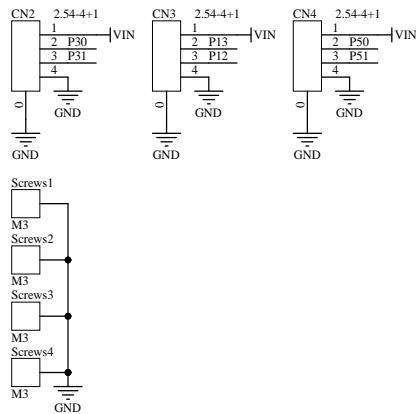 CN2 2.54-4+1
1 VIN
2 P30
3 P31
4
0
GND
GND
CN3 2.54-4+1
1 VIN
2 P13
3 P12
4
0
GND
GND
CN4 2.54-4+1
1 VIN
2 P50
3 P51
4
0
GND
GND
Screws1
M3
Screws2
M3
Screws3
M3
Screws4
M3
GND